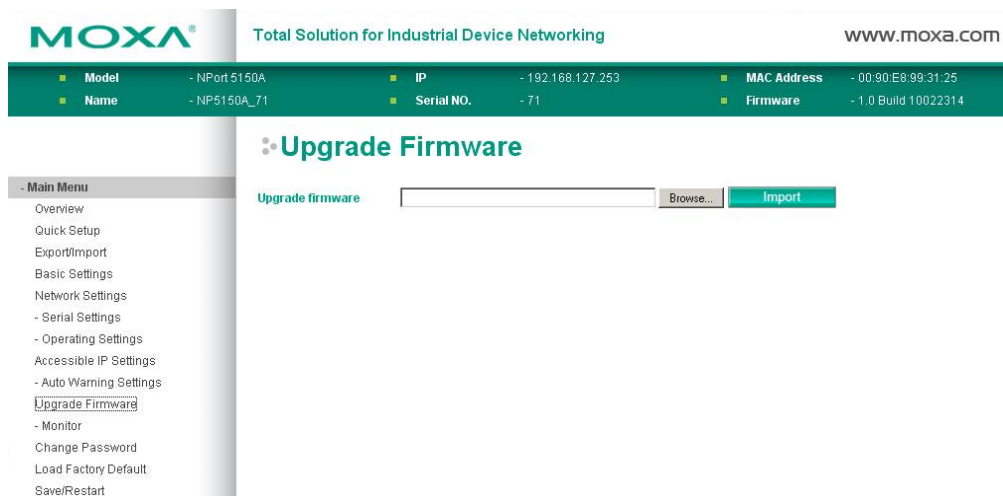 MOXA®
Total Solution for Industrial Device Networking
www.moxa.com
Model - NPort 5150A IP - 192.168.127.253 MAC Address - 00:90:E8:99:31:25
Name - NP5150A_71 Serial NO. - 71 Firmware - 1.0 Build 10022314
Upgrade Firmware
Upgrade firmware Browse... Import
- Main Menu
Overview
Quick Setup
Export/Import
Basic Settings
Network Settings
- Serial Settings
- Operating Settings
Accessible IP Settings
- Auto Warning Settings
Upgrade Firmware
- Monitor
Change Password
Load Factory Default
Save/Restart